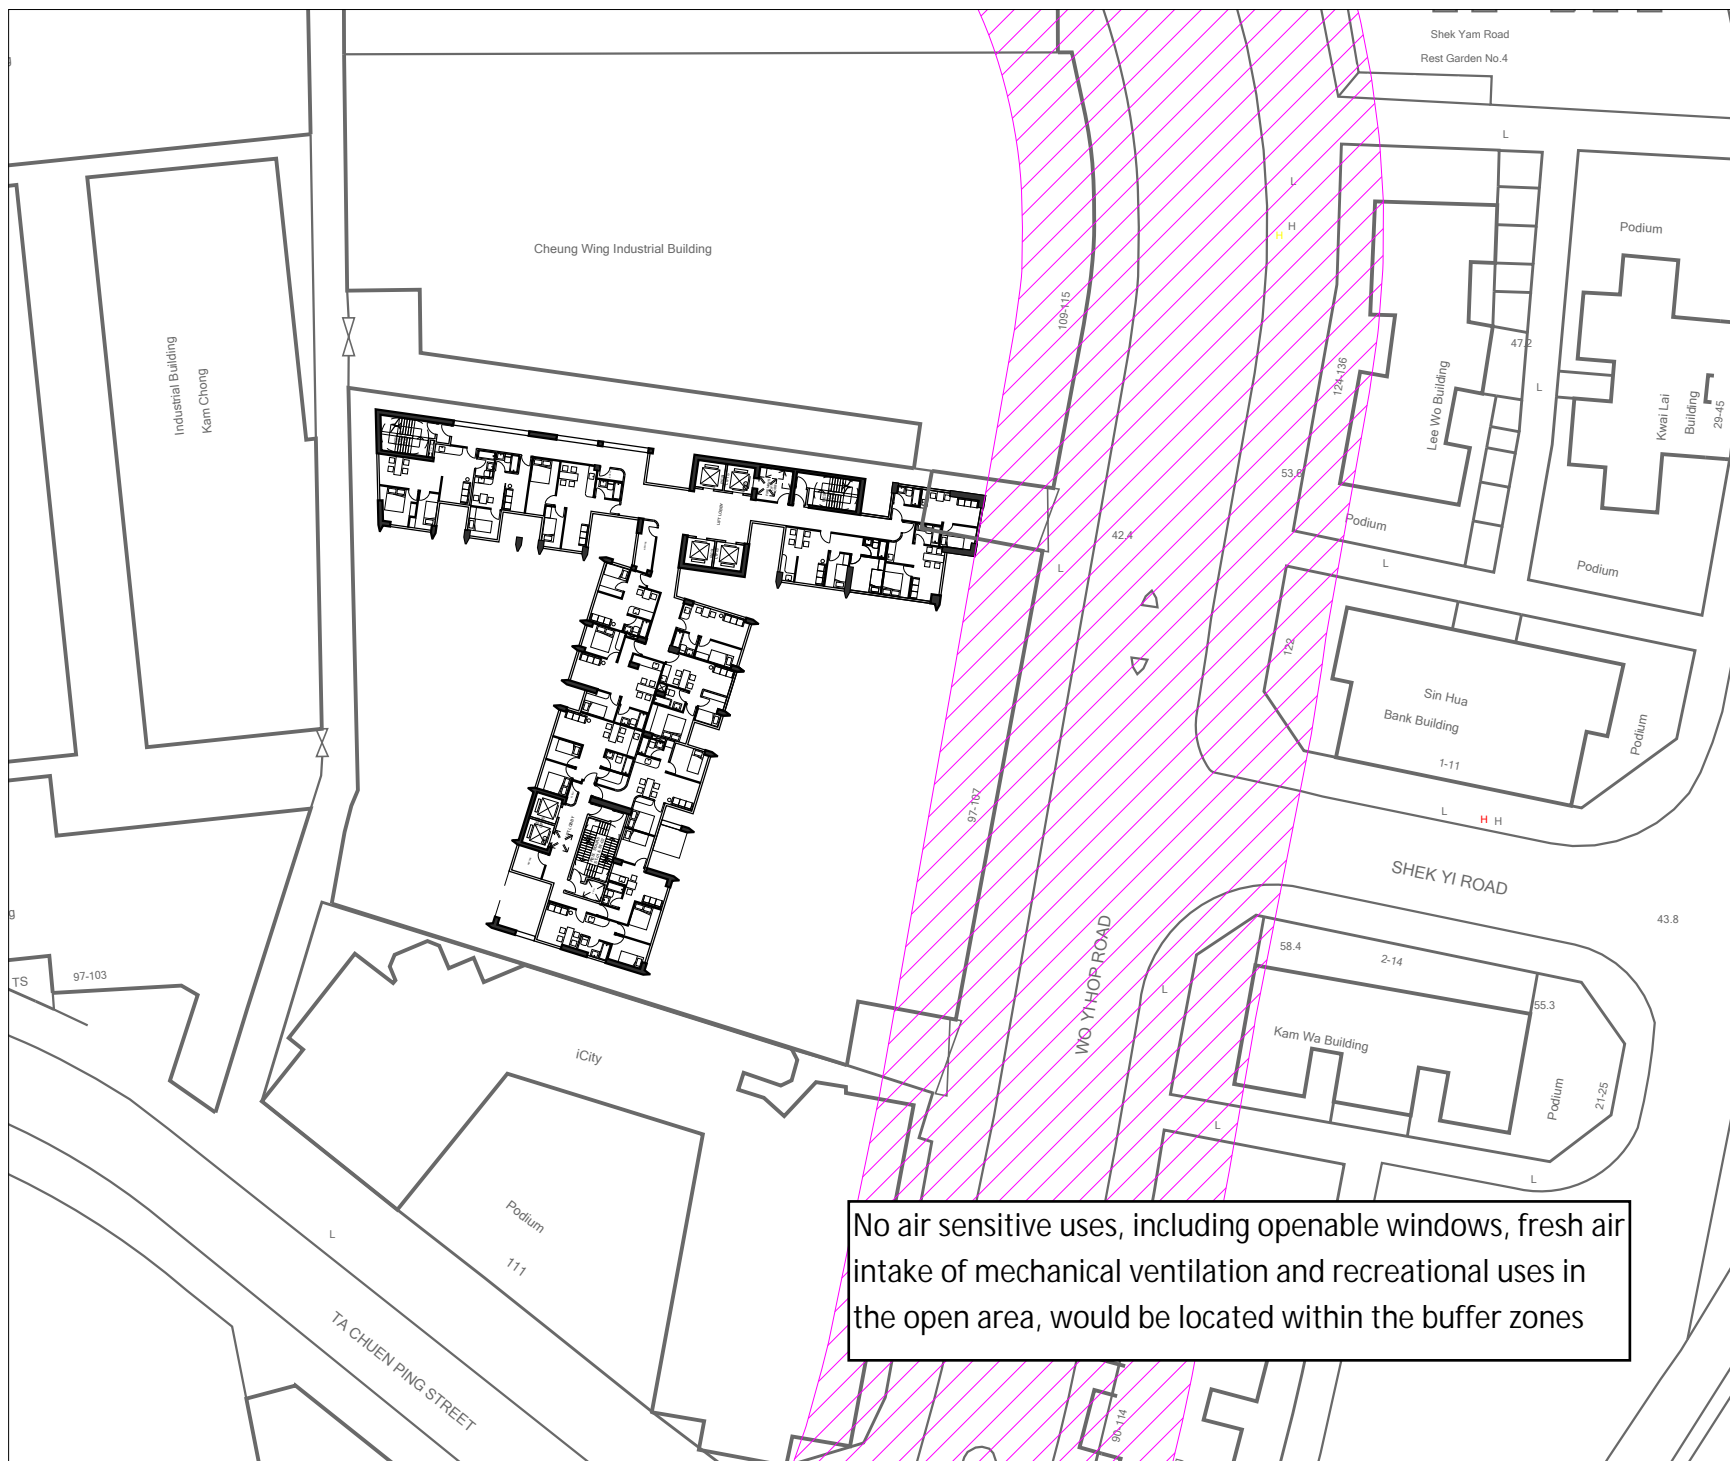 Shek Yam Road
Rest Garden No.4
L
L
H
H
Podium
Cheung Wing Industrial Building
109-115
Industrial Building
Kam Chong
47.2
124-136
Lee Wo Building
L
Kwai Lai
Building
29-45
53.6
Podium
42.4
L
L
Podium
LIFT LOBBY
122
Sin Hua
Bank Building
1-11
Podium
97-107
L
H H
SHEK YI ROAD
43.8
58.4
2-14
TS
97-103
WO YI HOP ROAD
L
55.3
Kam Wa Building
iCity
Podium
21-25
L
L
Podium
111
L
TA CHUEN PING STREET
No air sensitive uses, including openable windows, fresh air
intake of mechanical ventilation and recreational uses in
the open area, would be located within the buffer zones
90-114